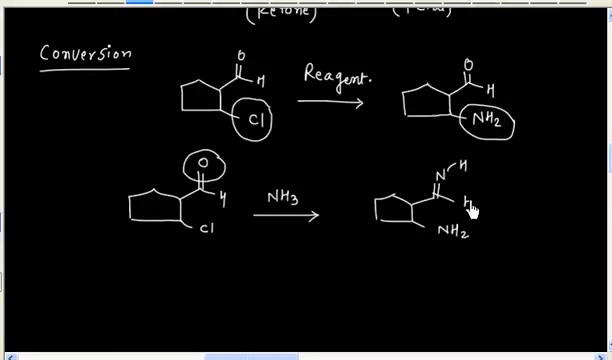 (Ketone)
Conversion
O
H
Reagent.
O
H
Cl
NH2
O
N
H
H
NH3
H
Cl
NH2